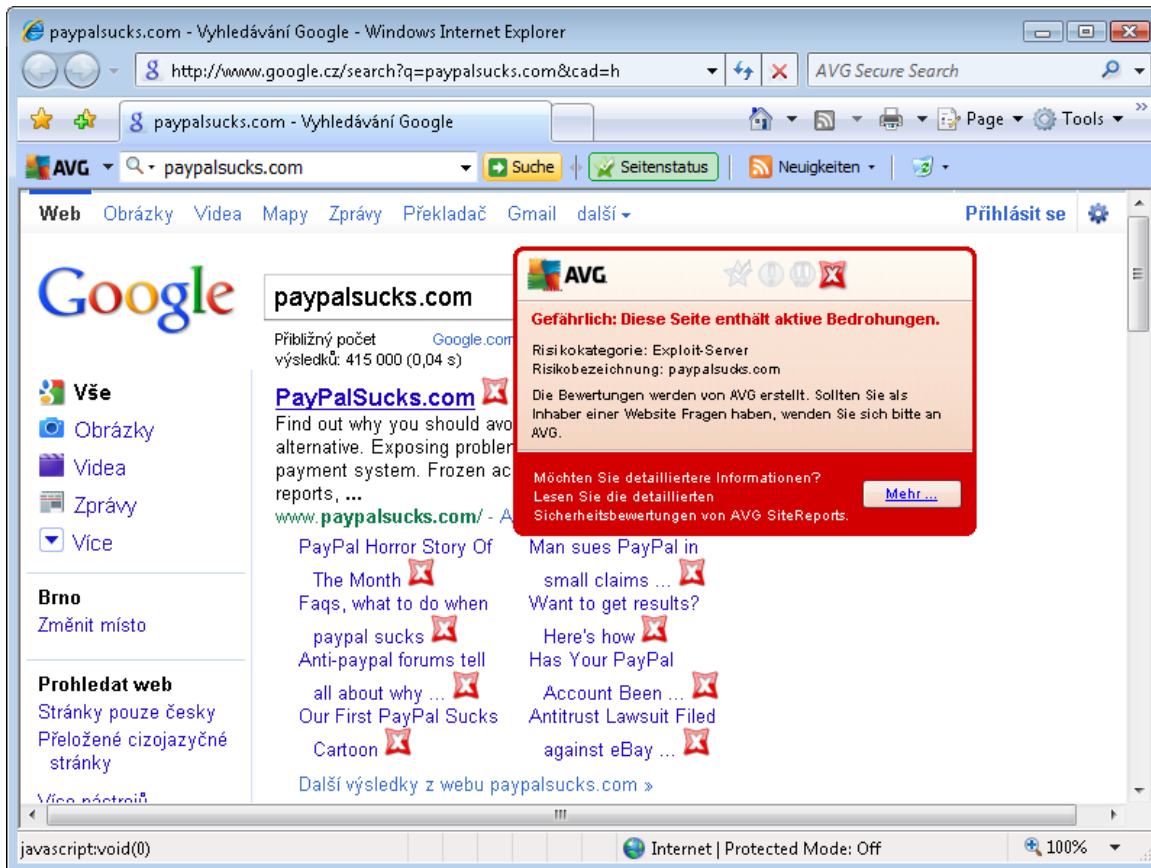 paypalsucks.com - Vyhledávání Google - Windows Internet Explorer
http://www.google.cz/search?q=paypalsucks.com&cad=h
AVG Secure Search
paypalsucks.com - Vyhledávání Google
Page
Tools
AVG
paypalsucks.com
Suche
Seitenstatus
Neuigkeiten
Web Obrázky Videa Mapy Zprávy Překladač Gmail další
Přihlásit se
Google
paypalsucks.com
Přibližný počet
výsledků: 415 000 (0,04 s)
Google.com
Vše
Obrázky
Videa
Zprávy
Více
Brno
Změnit místo
Prohledat web
Stránky pouze česky
Přeložené cizojazyčné
stránky
Více nástrojů
PayPalSucks.com
Find out why you should avo
alternative. Exposing probler
payment system. Frozen ac
reports, ...
www.paypalsucks.com/ - A
PayPal Horror Story Of
The Month
Faqs, what to do when
paypal sucks
Anti-paypal forums tell
all about why ...
Our First PayPal Sucks
Cartoon
Man sues PayPal in
small claims ...
Want to get results?
Here's how
Has Your PayPal
Account Been ...
Antitrust Lawsuit Filed
against eBay ...
Další výsledky z webu paypalsucks.com »
AVG
Gefährlich: Diese Seite enthält aktive Bedrohungen.
Risikokategorie: Exploit-Server
Risikobezeichnung: paypalsucks.com
Die Bewertungen werden von AVG erstellt. Sollten Sie als
Inhaber einer Website Fragen haben, wenden Sie sich bitte an
AVG.
Möchten Sie detailliertere Informationen?
Lesen Sie die detaillierten
Sicherheitsbewertungen von AVG SiteReports.
Mehr ...
javascript:void(0)
Internet | Protected Mode: Off
100%